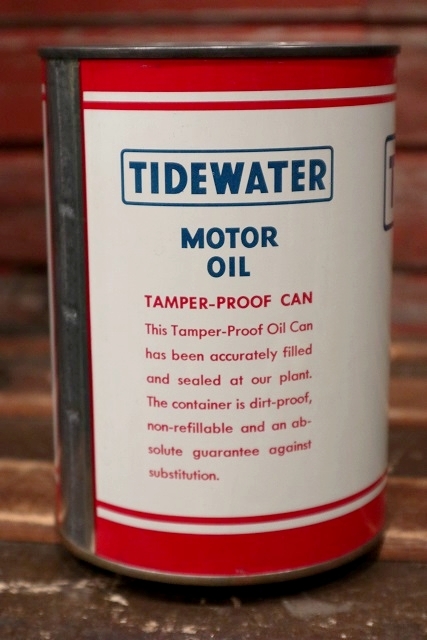 TIDEWATER
MOTOR
OIL
TAMPER-PROOF CAN
This Tamper-Proof Oil Can
has been accurately filled
and sealed at our plant.
The container is dirt-proof,
non-refillable and an ab-
solute guarantee against
substitution.
T